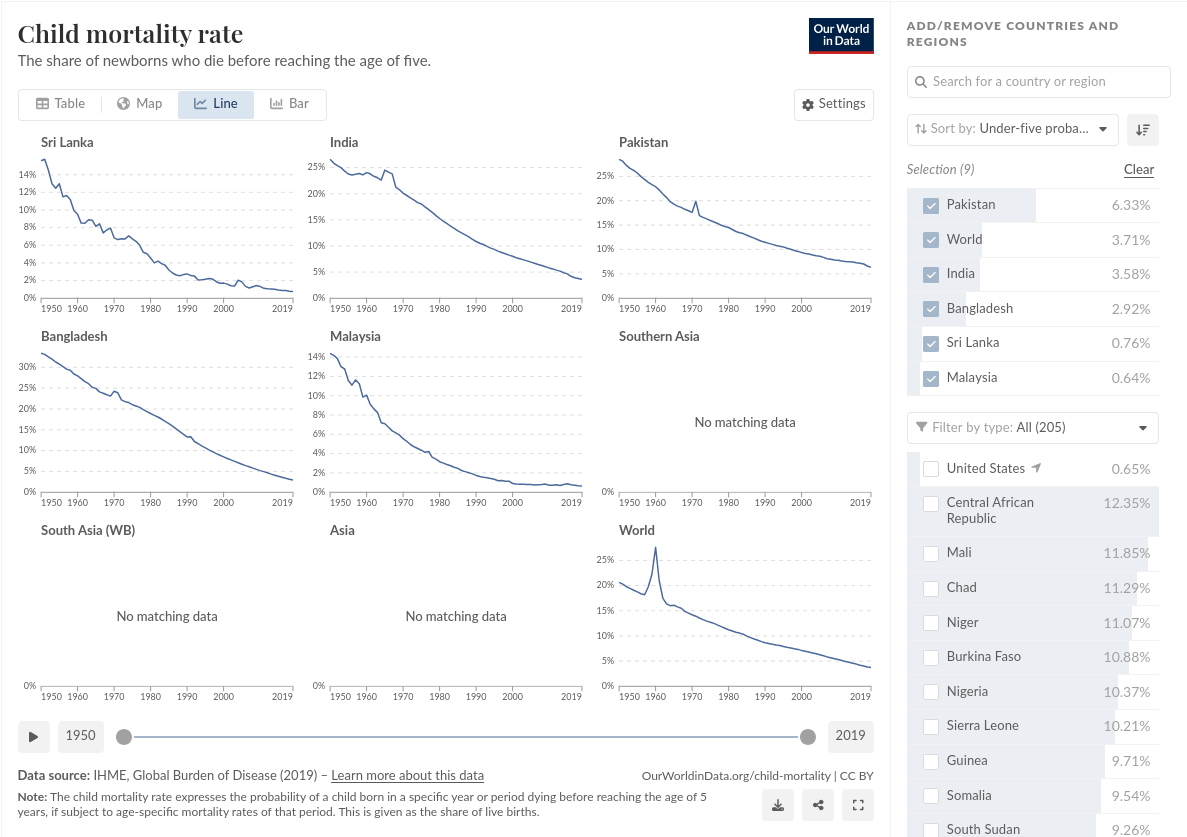 Child mortality rate
The share of newborns who die before reaching the age of five.
Our World
in Data
Table
Map
Line
Bar
Settings
Sri Lanka
14%
12%
10%
8%
6%
4%
2%
0%
1950 1960 1970 1980 1990 2000 2019
India
25%
20%
15%
10%
5%
0%
1950 1960 1970 1980 1990 2000 2019
Pakistan
25%
20%
15%
10%
5%
0%
1950 1960 1970 1980 1990 2000 2019
Bangladesh
30%
25%
20%
15%
10%
5%
0%
1950 1960 1970 1980 1990 2000 2019
Malaysia
14%
12%
10%
8%
6%
4%
2%
0%
1950 1960 1970 1980 1990 2000 2019
Southern Asia
No matching data
0%
1950 1960 1970 1980 1990 2000 2019
South Asia (WB)
No matching data
0%
1950 1960 1970 1980 1990 2000 2019
Asia
No matching data
0%
1950 1960 1970 1980 1990 2000 2019
World
25%
20%
15%
10%
5%
0%
1950 1960 1970 1980 1990 2000 2019
1950
2019
Data source: IHME, Global Burden of Disease (2019) – Learn more about this data
OurWorldinData.org/child-mortality | CC BY
Note: The child mortality rate expresses the probability of a child born in a specific year or period dying before reaching the age of 5
years, if subject to age-specific mortality rates of that period. This is given as the share of live births.
ADD/REMOVE COUNTRIES AND
REGIONS
Search for a country or region
Sort by: Under-five proba...
Selection (9)
Clear
Pakistan 6.33%
World 3.71%
India 3.58%
Bangladesh 2.92%
Sri Lanka 0.76%
Malaysia 0.64%
Filter by type: All (205)
United States 0.65%
Central African 12.35%
Republic
Mali 11.85%
Chad 11.29%
Niger 11.07%
Burkina Faso 10.88%
Nigeria 10.37%
Sierra Leone 10.21%
Guinea 9.71%
Somalia 9.54%
South Sudan 9.26%